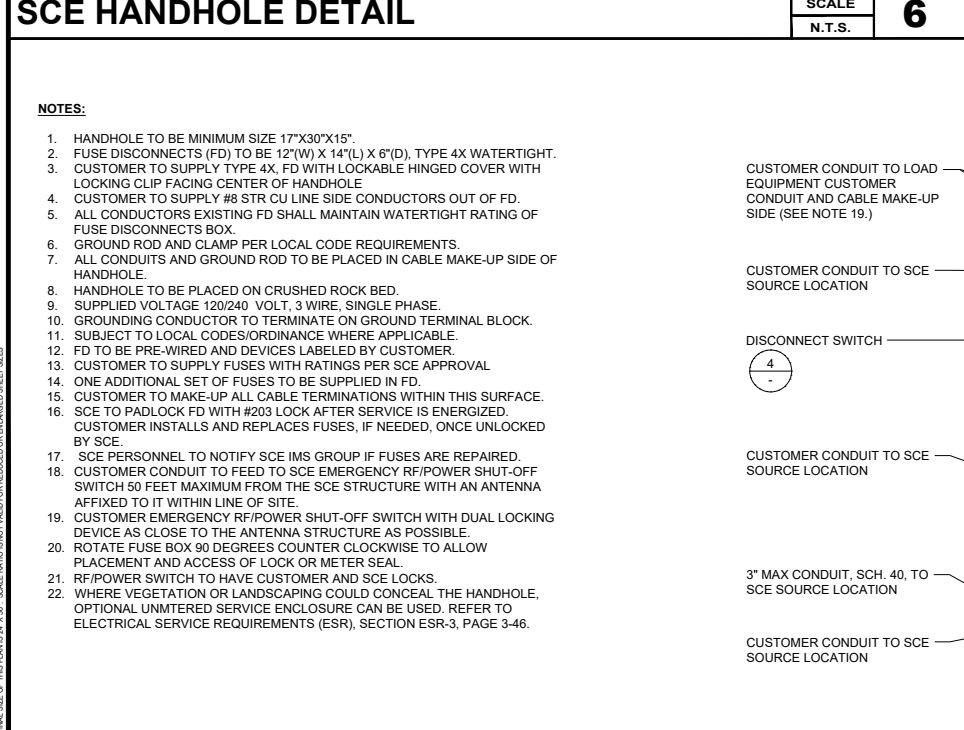 SCE HANDHOLE DETAIL
SCALE
N.T.S.
6
NOTES:
1. HANDHOLE TO BE MINIMUM SIZE 17"X30"X15".
2. FUSE DISCONNECTS (FD) TO BE 12"(W) X 14"(L) X 6"(D), TYPE 4X WATERTIGHT.
3. CUSTOMER TO SUPPLY TYPE 4X, FD WITH LOCKABLE HINGED COVER WITH
LOCKING CLIP FACING CENTER OF HANDHOLE
4. CUSTOMER TO SUPPLY #8 STR CU LINE SIDE CONDUCTORS OUT OF FD.
5. ALL CONDUCTORS EXISTING FD SHALL MAINTAIN WATERTIGHT RATING OF
FUSE DISCONNECTS BOX.
6. GROUND ROD AND CLAMP PER LOCAL CODE REQUIREMENTS.
7. ALL CONDUITS AND GROUND ROD TO BE PLACED IN CABLE MAKE-UP SIDE OF
HANDHOLE.
8. HANDHOLE TO BE PLACED ON CRUSHED ROCK BED.
9. SUPPLIED VOLTAGE 120/240 VOLT, 3 WIRE, SINGLE PHASE.
10. GROUNDING CONDUCTOR TO TERMINATE ON GROUND TERMINAL BLOCK.
11. SUBJECT TO LOCAL CODES/ORDINANCE WHERE APPLICABLE.
12. FD TO BE PRE-WIRED AND DEVICES LABELED BY CUSTOMER.
13. CUSTOMER TO SUPPLY FUSES WITH RATINGS PER SCE APPROVAL
14. ONE ADDITIONAL SET OF FUSES TO BE SUPPLIED IN FD.
15. CUSTOMER TO MAKE-UP ALL CABLE TERMINATIONS WITHIN THIS SURFACE.
16. SCE TO PADLOCK FD WITH #203 LOCK AFTER SERVICE IS ENERGIZED.
CUSTOMER INSTALLS AND REPLACES FUSES, IF NEEDED, ONCE UNLOCKED
BY SCE.
17. SCE PERSONNEL TO NOTIFY SCE IMS GROUP IF FUSES ARE REPAIRED.
18. CUSTOMER CONDUIT TO FEED TO SCE EMERGENCY RF/POWER SHUT-OFF
SWITCH 50 FEET MAXIMUM FROM THE SCE STRUCTURE WITH AN ANTENNA
AFFIXED TO IT WITHIN LINE OF SITE.
19. CUSTOMER EMERGENCY RF/POWER SHUT-OFF SWITCH WITH DUAL LOCKING
DEVICE AS CLOSE TO THE ANTENNA STRUCTURE AS POSSIBLE.
20. ROTATE FUSE BOX 90 DEGREES COUNTER CLOCKWISE TO ALLOW
PLACEMENT AND ACCESS OF LOCK OR METER SEAL.
21. RF/POWER SWITCH TO HAVE CUSTOMER AND SCE LOCKS.
22. WHERE VEGETATION OR LANDSCAPING COULD CONCEAL THE HANDHOLE,
OPTIONAL UNMTERED SERVICE ENCLOSURE CAN BE USED. REFER TO
ELECTRICAL SERVICE REQUIREMENTS (ESR), SECTION ESR-3, PAGE 3-46.
CUSTOMER CONDUIT TO LOAD
EQUIPMENT CUSTOMER
CONDUIT AND CABLE MAKE-UP
SIDE (SEE NOTE 19.)
CUSTOMER CONDUIT TO SCE
SOURCE LOCATION
DISCONNECT SWITCH
4
-
CUSTOMER CONDUIT TO SCE
SOURCE LOCATION
3" MAX CONDUIT, SCH. 40, TO
SCE SOURCE LOCATION
CUSTOMER CONDUIT TO SCE
SOURCE LOCATION